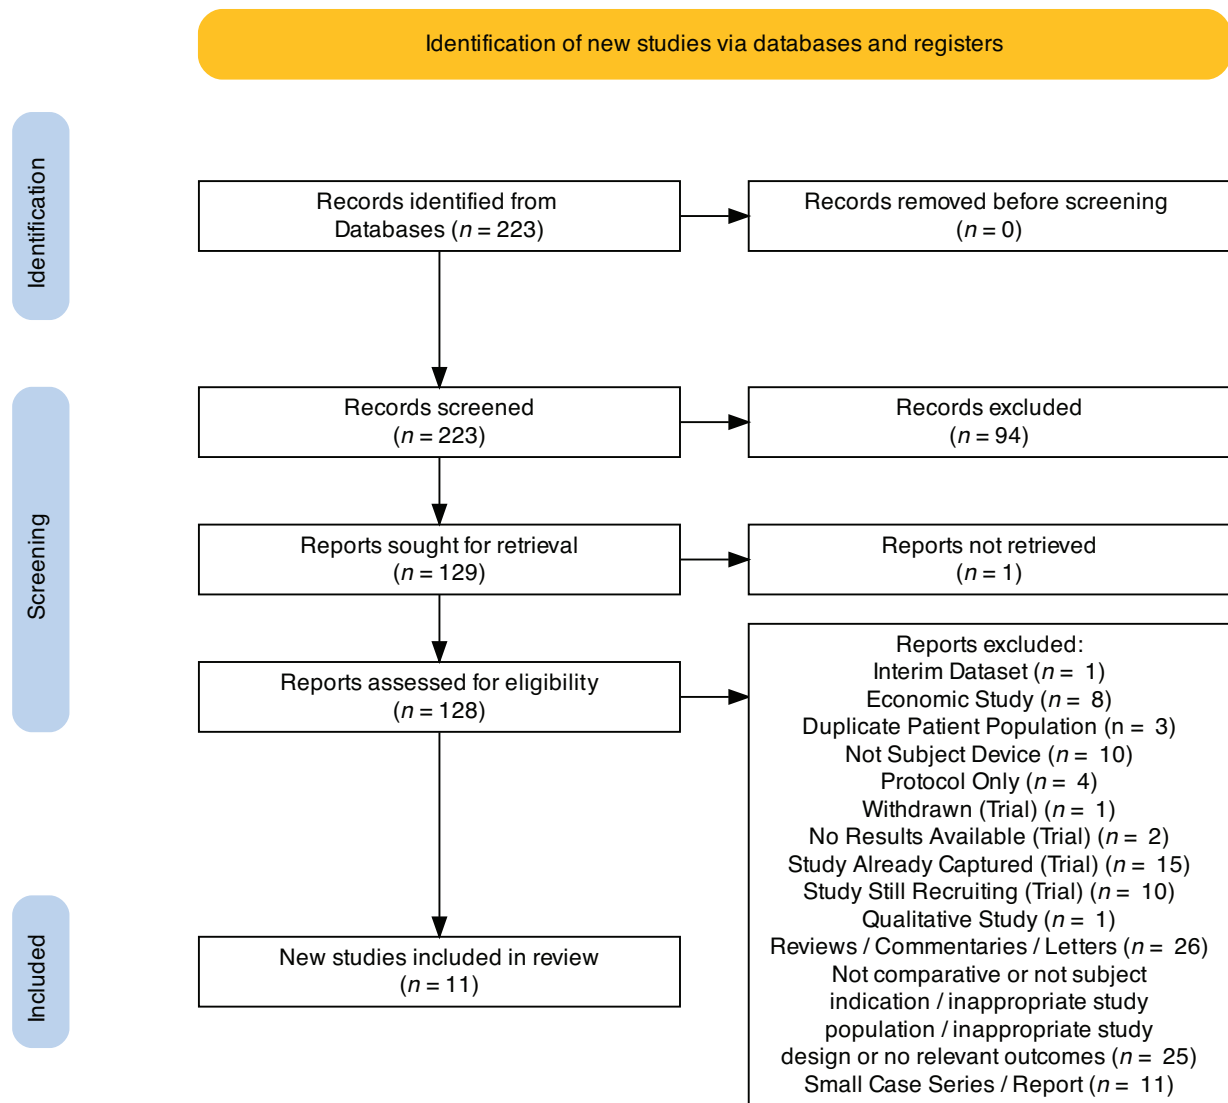 Identification of new studies via databases and registers
Identification
Records identified from
Databases (n = 223)
Records removed before screening
(n = 0)
Screening
Records screened
(n = 223)
Records excluded
(n = 94)
Reports sought for retrieval
(n = 129)
Reports not retrieved
(n = 1)
Reports assessed for eligibility
(n = 128)
Reports excluded:
Interim Dataset (n = 1)
Economic Study (n = 8)
Duplicate Patient Population (n = 3)
Not Subject Device (n = 10)
Protocol Only (n = 4)
Withdrawn (Trial) (n = 1)
No Results Available (Trial) (n = 2)
Study Already Captured (Trial) (n = 15)
Study Still Recruiting (Trial) (n = 10)
Qualitative Study (n = 1)
Reviews / Commentaries / Letters (n = 26)
Not comparative or not subject
indication / inappropriate study
population / inappropriate study
design or no relevant outcomes (n = 25)
Small Case Series / Report (n = 11)
Included
New studies included in review
(n = 11)